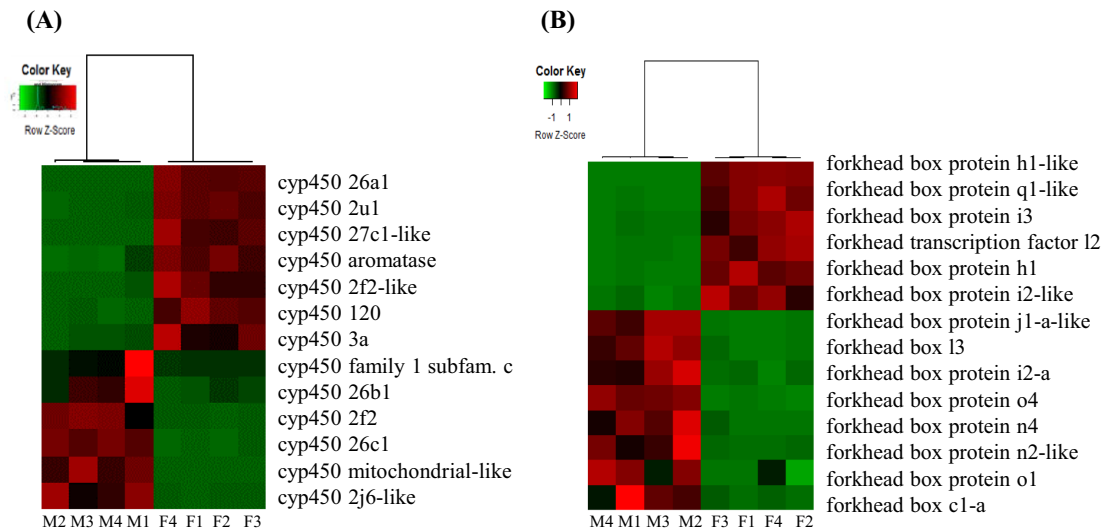 (A)
Color Key
Row Z-Score
cyp450 26a1
cyp450 2u1
cyp450 27c1-like
cyp450 aromatase
cyp450 2f2-like
cyp450 120
cyp450 3a
cyp450 family 1 subfam. c
cyp450 26b1
cyp450 2f2
cyp450 26c1
cyp450 mitochondrial-like
cyp450 2j6-like
M2 M3 M4 M1 F4 F1 F2 F3
(B)
Color Key
-1 1
Row Z-Score
forkhead box protein h1-like
forkhead box protein q1-like
forkhead box protein i3
forkhead transcription factor l2
forkhead box protein h1
forkhead box protein i2-like
forkhead box protein j1-a-like
forkhead box l3
forkhead box protein i2-a
forkhead box protein o4
forkhead box protein n4
forkhead box protein n2-like
forkhead box protein o1
forkhead box c1-a
M4 M1 M3 M2 F3 F1 F4 F2